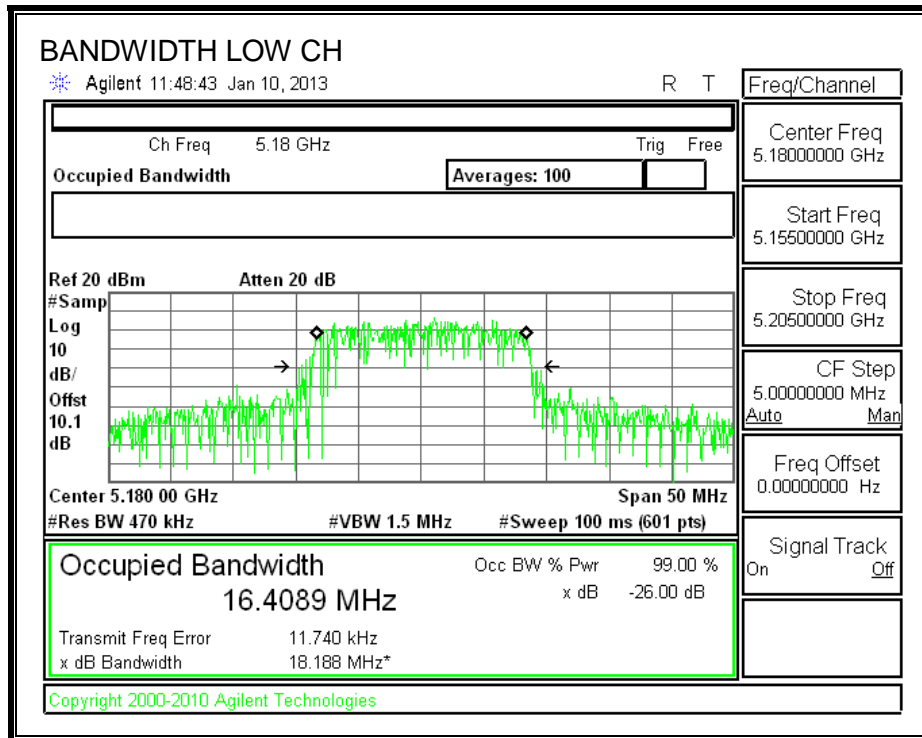 BANDWIDTH LOW CH
Agilent 11:48:43 Jan 10, 2013 R T
Freq/Channel
Ch Freq 5.18 GHz Trig Free
Occupied Bandwidth Averages: 100
Center Freq
5.18000000 GHz
Start Freq
5.15500000 GHz
Stop Freq
5.20500000 GHz
CF Step
5.00000000 MHz
Auto Man
Freq Offset
0.00000000 Hz
Signal Track
On Off
Ref 20 dBm Atten 20 dB
#Samp
Log
10
dB/
Offst
10.1
dB
Center 5.180 00 GHz Span 50 MHz
#Res BW 470 kHz #VBW 1.5 MHz #Sweep 100 ms (601 pts)
Occupied Bandwidth Occ BW % Pwr 99.00 %
16.4089 MHz x dB -26.00 dB
Transmit Freq Error 11.740 kHz
x dB Bandwidth 18.188 MHz*
Copyright 2000-2010 Agilent Technologies